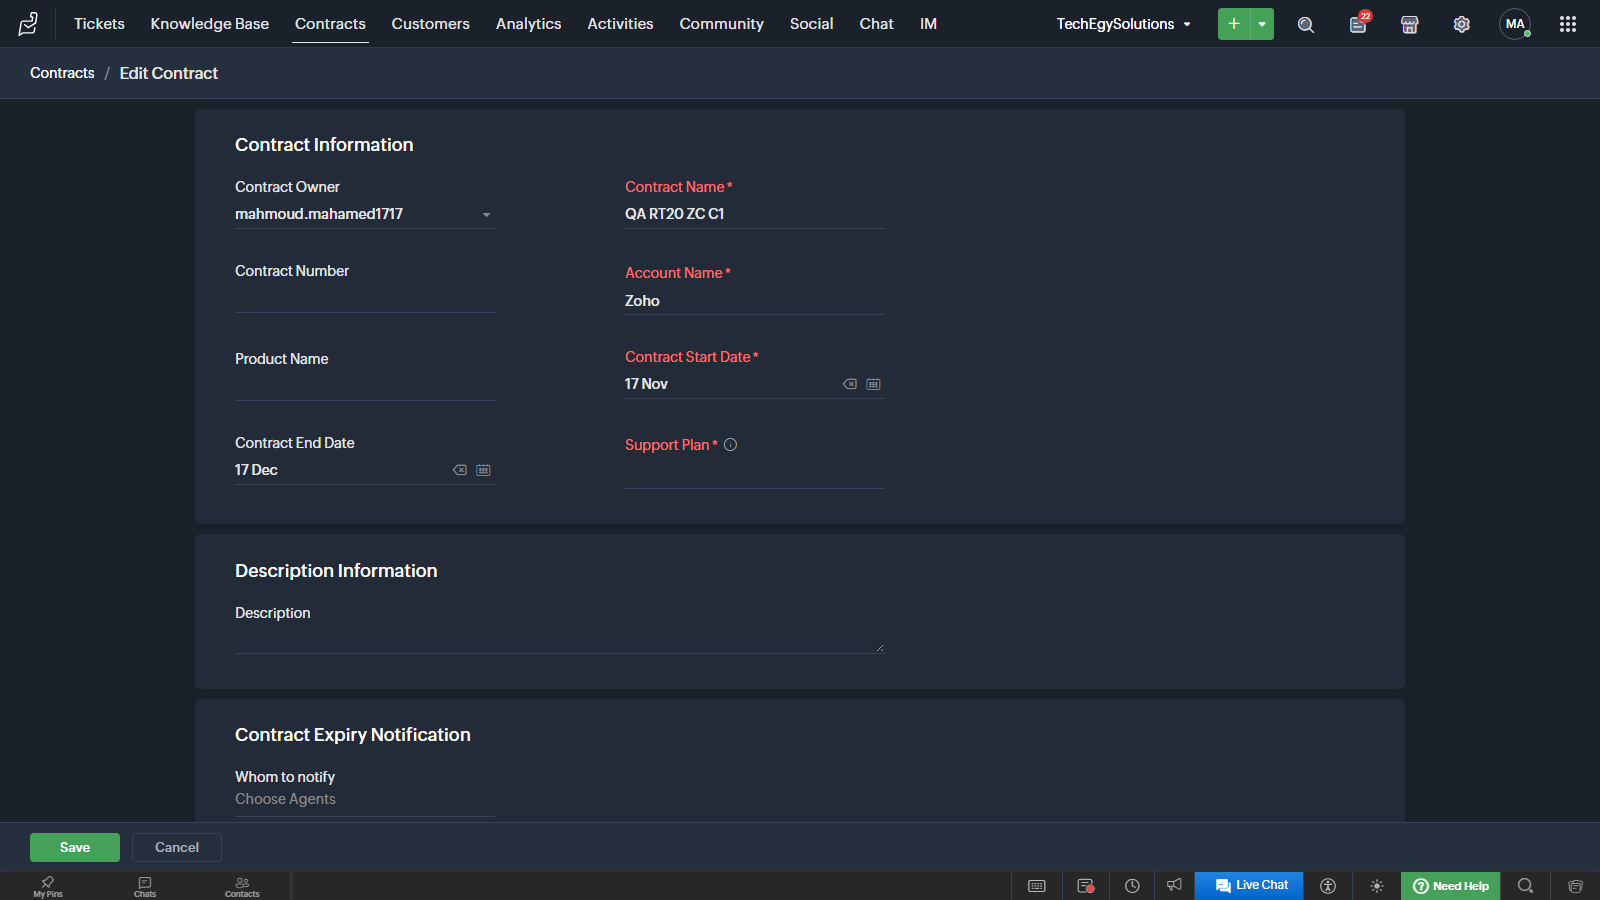 Tickets Knowledge Base Contracts Customers Analytics Activities Community Social Chat IM TechEgySolutions 22 MA
Contracts / Edit Contract
Contract Information
Contract Owner
mahmoud.mahamed1717
Contract Name *
QA RT20 ZC C1
Contract Number
Account Name *
Zoho
Product Name
Contract Start Date *
17 Nov
Contract End Date
17 Dec
Support Plan *
Description Information
Description
Contract Expiry Notification
Whom to notify
Choose Agents
Save Cancel
My Pins Chats Contacts Live Chat Need Help